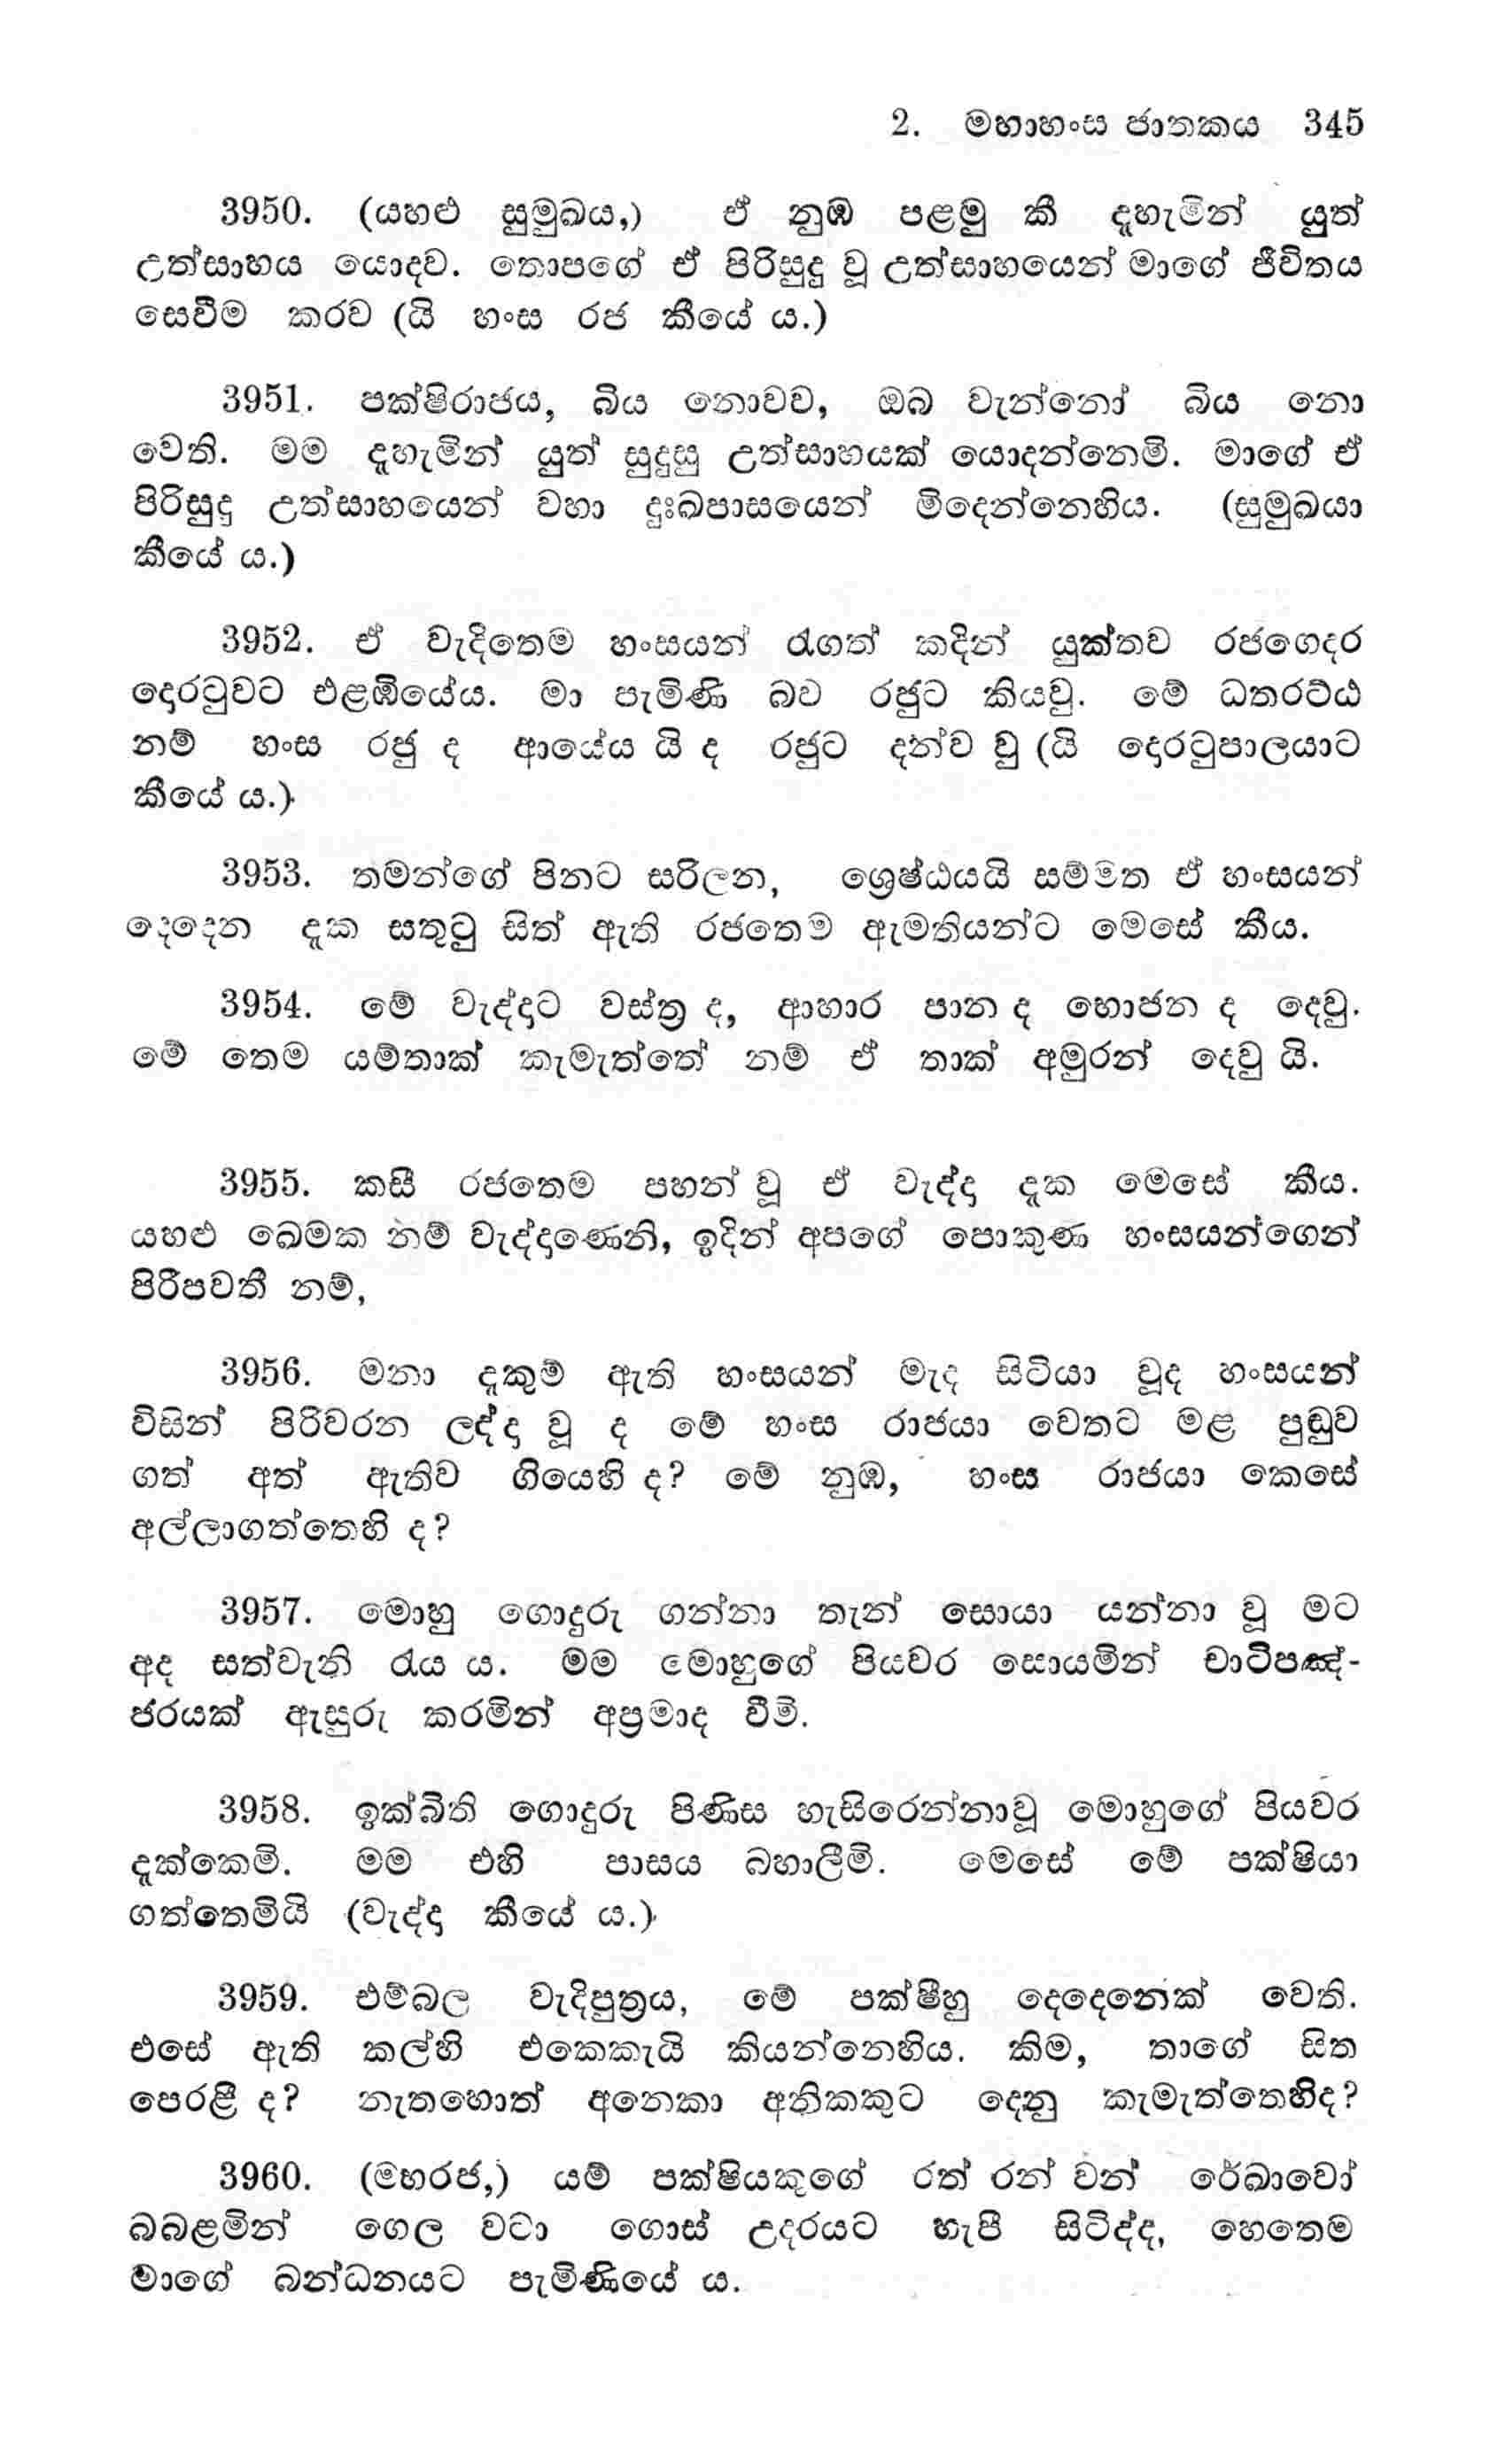 2. මහාහංස ජාතකය 345
3950. (යහළු සුමුඛය,) ඒ නුඹ පළමු කී දැහැමින් යුත්
උත්සාහය යොදව. තොපගේ ඒ පිරිසුදු වූ උත්සාහයෙන් මාගේ ජීවිතය
සෙවීම කරව (යි හංස රජ කීයේ ය.)
3951. පක්ෂිරාජය, බිය නොවව, ඔබ වැන්නෝ බිය නො
වෙති. මම දැහැමින් යුත් සුදුසු උත්සාහයක් යොදන්නෙමි. මාගේ ඒ
පිරිසුදු උත්සාහයෙන් වහා දුඃඛපාසයෙන් මිදෙන්නෙහිය. (සුමුඛයා
කීයේ ය.)
3952. ඒ වැදිතෙම හංසයන් රැගත් කදින් යුක්තව රජගෙදර
දොරටුවට එළඹියේය. මා පැමිණි බව රජුට කියවු. මේ ධතරට්ඨ
නම් හංස රජු ද ආයේය යි ද රජුට දන්ව වු (යි දොරටුපාලයාට
කීයේ ය.)
3953. තමන්ගේ පිනට සරිලන, ශ්‍රෙෂ්ඨයයි සම්මත ඒ හංසයන්
දෙදෙන දැක සතුටු සිත් ඇති රජතෙම ඇමතියන්ට මෙසේ කීය.
3954. මේ වැද්දාට වස්ත්‍ර ද, ආහාර පාන ද භොජන ද දෙවු.
මේ තෙම යම්තාක් කැමැත්තේ නම් ඒ තාක් අමුරන් දෙවු යි.
3955. කසී රජතෙම පහන් වූ ඒ වැද්දා දැක මෙසේ කීය.
යහළු ඛෙමක නම් වැද්දාණෙනි, ඉදින් අපගේ පොකුණ හංසයන්ගෙන්
පිරීපවතී නම්,
3956. මනා දැකුම් ඇති හංසයන් මැද සිටියා වූද හංසයන්
විසින් පිරිවරන ලද්දා වූ ද මේ හංස රාජයා වෙතට මළ පුඬුව
ගත් අත් ඇතිව ගියෙහි ද? මේ නුඹ, හංස රාජයා කෙසේ
අල්ලාගත්තෙහි ද?
3957. මොහු ගොදුරු ගන්නා තැන් සොයා යන්නා වූ මට
අද සත්වැනි රැය ය. මම මොහුගේ පියවර සොයමින් චාටිපඤ්-
ජරයක් ඇසුරු කරමින් අප්‍රමාද වීමි.
3958. ඉක්බිති ගොදුරු පිණිස හැසිරෙන්නාවූ මොහුගේ පියවර
දැක්කෙමි. මම එහි පාසය බහාලීමි. මෙසේ මේ පක්ෂියා
ගත්තෙමියි (වැද්දා කීයේ ය.)
3959. එම්බල වැදිපුත්‍රය, මේ පක්ෂීහු දෙදෙනෙක් වෙති.
එසේ ඇති කල්හි එකෙකැයි කියන්නෙහිය. කිම, තාගේ සිත
පෙරළී ද? නැතහොත් අනෙකා අනිකකුට දෙනු කැමැත්තෙහිද?
3960. (මහරජ,) යම් පක්ෂියකුගේ රත් රන් වන් රේඛාවෝ
බබළමින් ගෙල වටා ගොස් උදරයට හැපී සිටිද්ද, හෙතෙම
මාගේ බන්ධනයට පැමිණියේ ය.